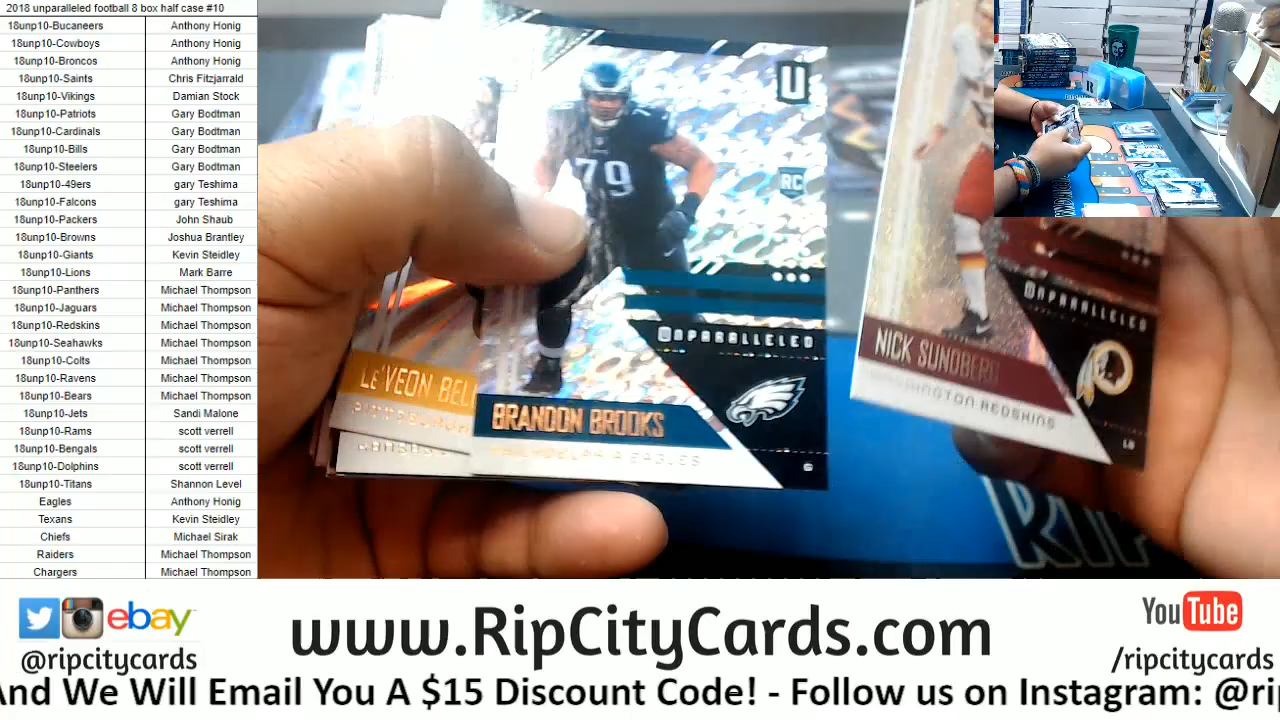 2018 unparalleled football 8 box half case #10
18unp10-Bucaneers Anthony Honig
18unp10-Cowboys Anthony Honig
18unp10-Broncos Anthony Honig
18unp10-Saints Chris Fitzjarrald
18unp10-Vikings Damian Stock
18unp10-Patriots Gary Bodtman
18unp10-Cardinals Gary Bodtman
18unp10-Bills Gary Bodtman
18unp10-Steelers Gary Bodtman
18unp10-49ers gary Teshima
18unp10-Falcons gary Teshima
18unp10-Packers John Shaub
18unp10-Browns Joshua Brantley
18unp10-Giants Kevin Steidley
18unp10-Lions Mark Barre
18unp10-Panthers Michael Thompson
18unp10-Jaguars Michael Thompson
18unp10-Redskins Michael Thompson
18unp10-Seahawks Michael Thompson
18unp10-Colts Michael Thompson
18unp10-Ravens Michael Thompson
18unp10-Bears Michael Thompson
18unp10-Jets Sandi Malone
18unp10-Rams scott verrell
18unp10-Bengals scott verrell
18unp10-Dolphins scott verrell
18unp10-Titans Shannon Level
Eagles Anthony Honig
Texans Kevin Steidley
Chiefs Michael Sirak
Raiders Michael Thompson
Chargers Michael Thompson
U
79
RC
UNPARALLELED
LE'VEON BELL
PITTSBURGH
BRANDON BROOKS
PHILADELPHIA EAGLES
G
UNPARALLELED
NICK SUNDBERG
WASHINGTON REDSKINS
LS
RIP
ebay
@ripcitycards
www.RipCityCards.com
YouTube
/ripcitycards
And We Will Email You A $15 Discount Code! - Follow us on Instagram: @rip